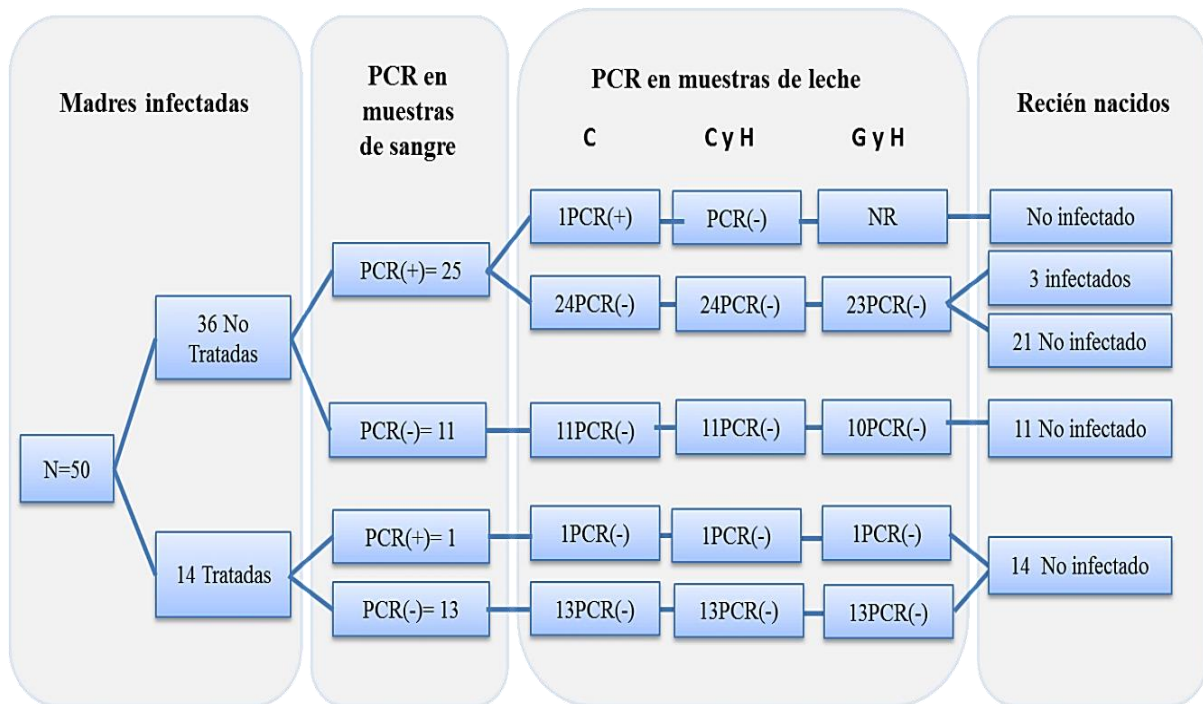 Madres infectadas
PCR en
muestras
de sangre
PCR en muestras de leche
C
C y H
G y H
Recién nacidos
N=50
36 No
Tratadas
14 Tratadas
PCR(+)= 25
PCR(-)= 11
PCR(+)= 1
PCR(-)= 13
1PCR(+)
PCR(-)
NR
No infectado
24PCR(-)
24PCR(-)
23PCR(-)
3 infectados
21 No infectado
11PCR(-)
11PCR(-)
10PCR(-)
11 No infectado
1PCR(-)
1PCR(-)
1PCR(-)
13PCR(-)
13PCR(-)
13PCR(-)
14 No infectado